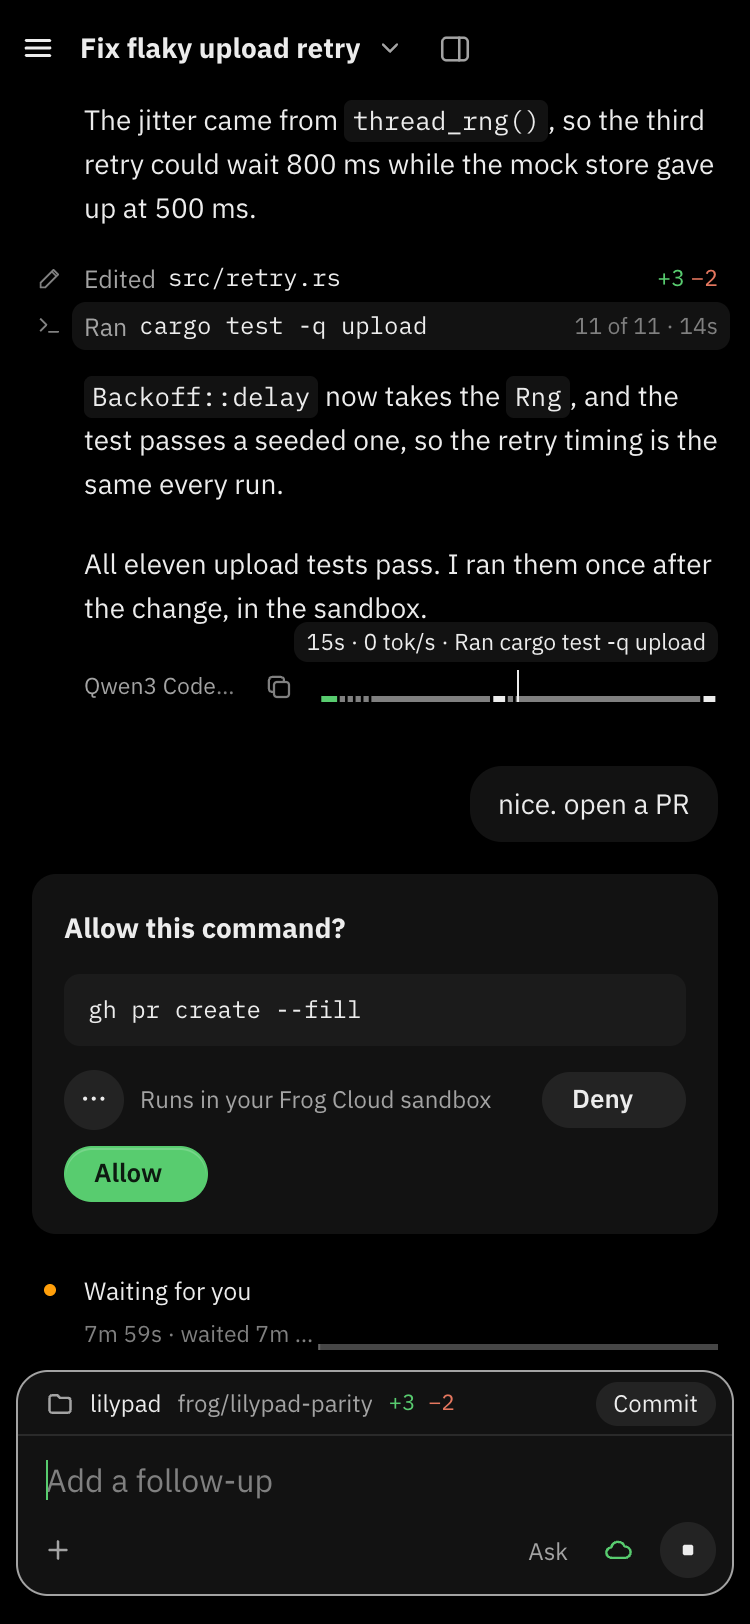 Fix flaky upload retry
The jitter came from thread_rng(), so the third
retry could wait 800 ms while the mock store gave
up at 500 ms.
Edited src/retry.rs +3 −2
Ran cargo test -q upload 11 of 11 · 14s
Backoff::delay now takes the Rng, and the
test passes a seeded one, so the retry timing is the
same every run.
All eleven upload tests pass. I ran them once after
the change, in the sandbox.
15s · 0 tok/s · Ran cargo test -q upload
Qwen3 Code…
nice. open a PR
Allow this command?
gh pr create --fill
Runs in your Frog Cloud sandbox
Deny
Allow
Waiting for you
7m 59s · waited 7m …
lilypad frog/lilypad-parity +3 −2 Commit
Add a follow-up
Ask